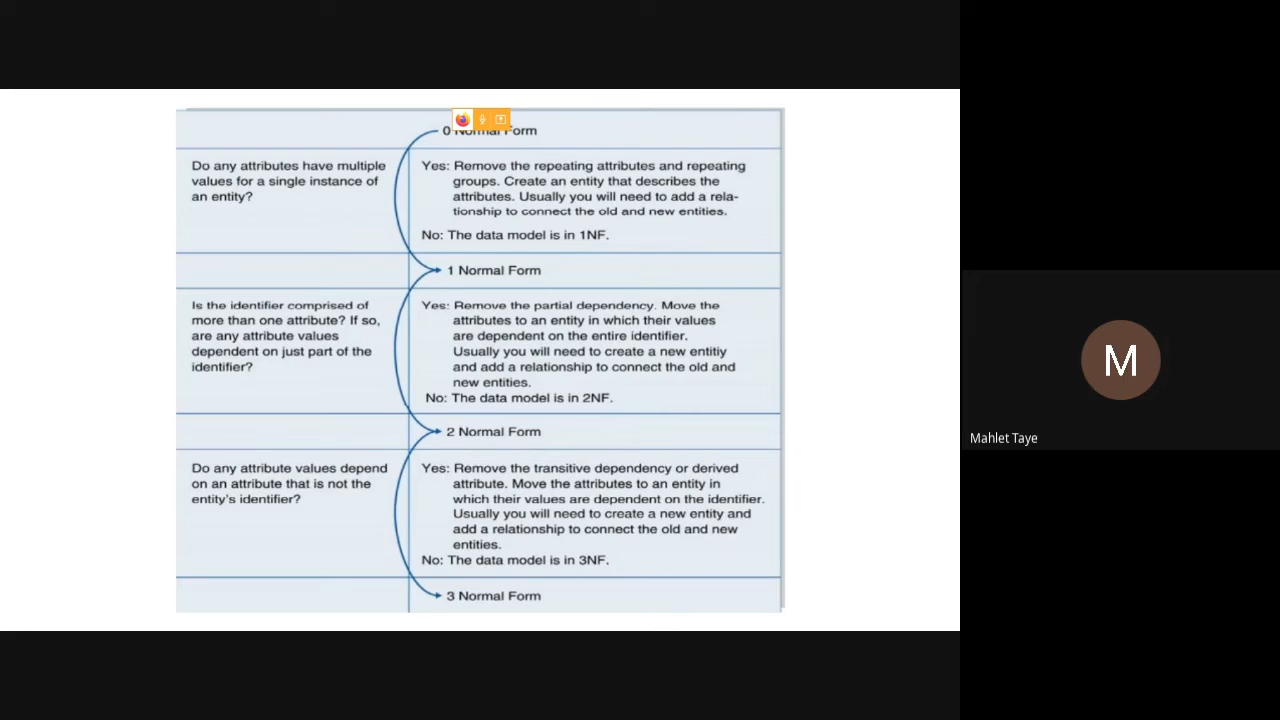 0 Normal Form
Do any attributes have multiple
values for a single instance of
an entity?
Yes: Remove the repeating attributes and repeating
groups. Create an entity that describes the
attributes. Usually you will need to add a rela-
tionship to connect the old and new entities.
No: The data model is in 1NF.
1 Normal Form
Is the identifier comprised of
more than one attribute? If so,
are any attribute values
dependent on just part of the
identifier?
Yes: Remove the partial dependency. Move the
attributes to an entity in which their values
are dependent on the entire identifier.
Usually you will need to create a new entitiy
and add a relationship to connect the old and
new entities.
No: The data model is in 2NF.
2 Normal Form
Do any attribute values depend
on an attribute that is not the
entity's identifier?
Yes: Remove the transitive dependency or derived
attribute. Move the attributes to an entity in
which their values are dependent on the identifier.
Usually you will need to create a new entity and
add a relationship to connect the old and new
entities.
No: The data model is in 3NF.
3 Normal Form
M
Mahlet Taye